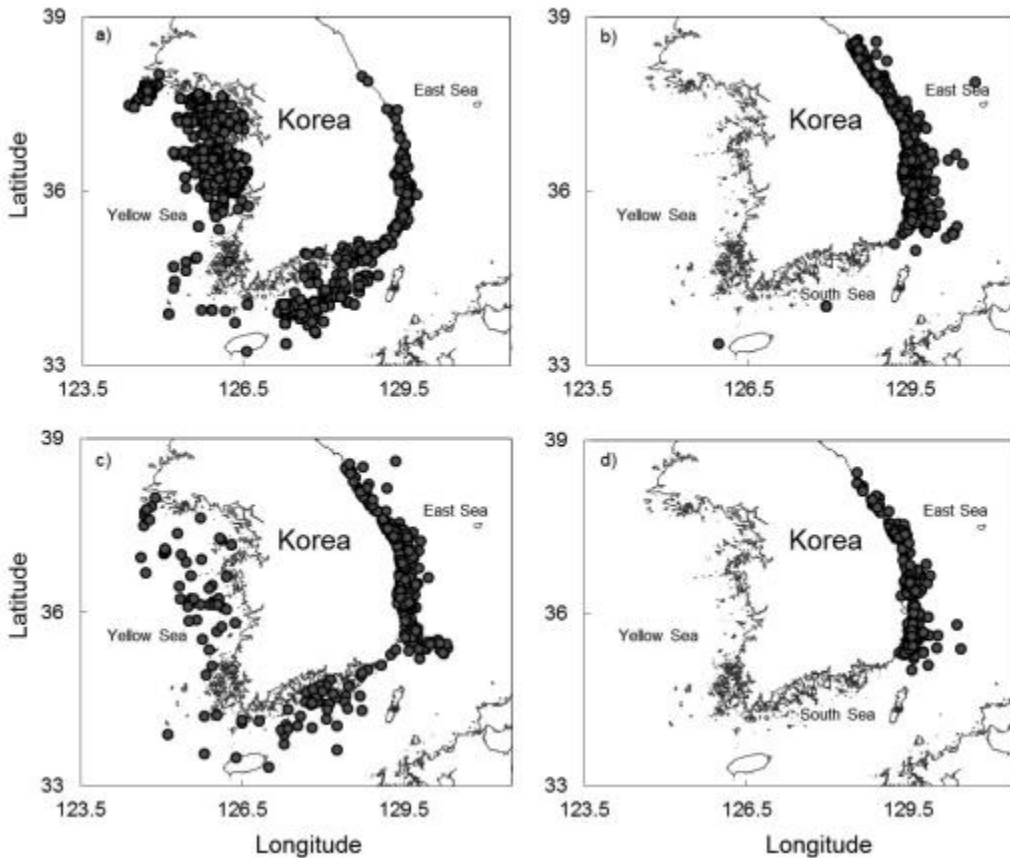 39
a)
East Sea
Korea
Latitude
36
Yellow Sea
33
123.5
126.5
129.5
39
b)
East Sea
Korea
36
Yellow Sea
South Sea
33
123.5
126.5
129.5
39
c)
East Sea
Korea
Latitude
36
Yellow Sea
33
123.5
126.5
129.5
Longitude
39
d)
East Sea
Korea
36
Yellow Sea
South Sea
33
123.5
126.5
129.5
Longitude